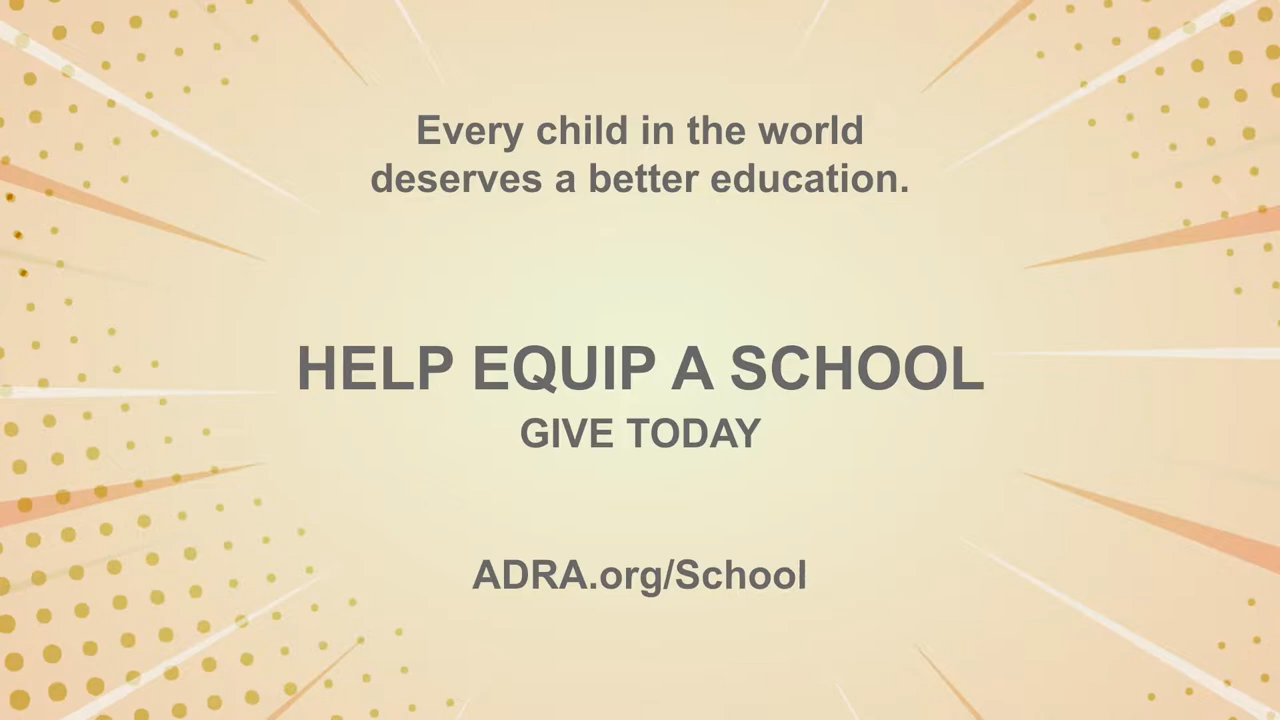 Every child in the world
deserves a better education.
HELP EQUIP A SCHOOL
GIVE TODAY
ADRA.org/School